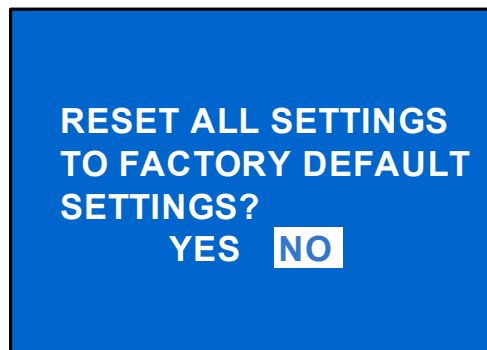 RESET ALL SETTINGS
TO FACTORY DEFAULT
SETTINGS?
YES NO